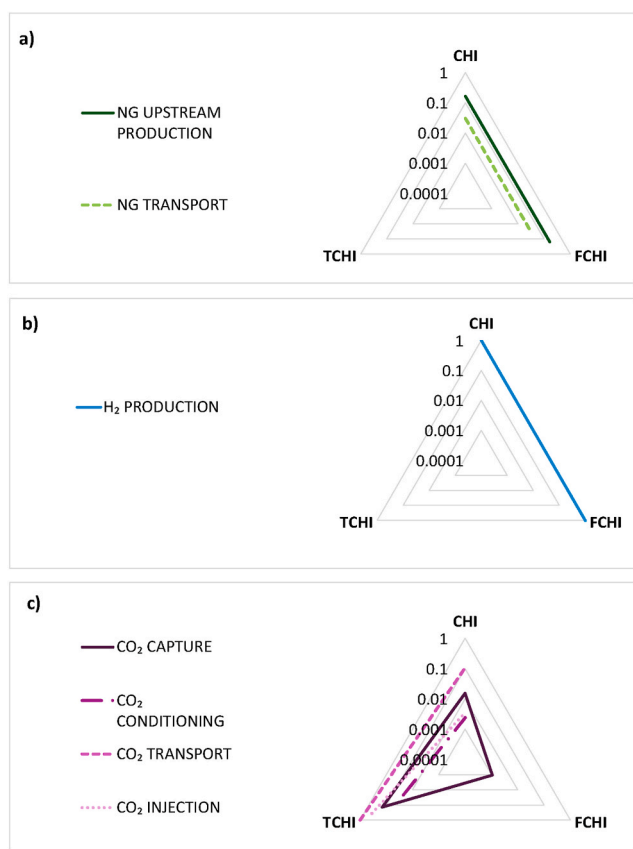 a)
CHI
1
NG UPSTREAM
PRODUCTION
0.1
0.01
0.001
NG TRANSPORT
0.0001
TCHI
FCHI
b)
CHI
1
0.1
H₂ PRODUCTION
0.01
0.001
0.0001
TCHI
FCHI
c)
CHI
CO₂ CAPTURE
1
0.1
CO₂
CONDITIONING
0.01
0.001
CO₂ TRANSPORT
0.0001
CO₂ INJECTION
TCHI
FCHI